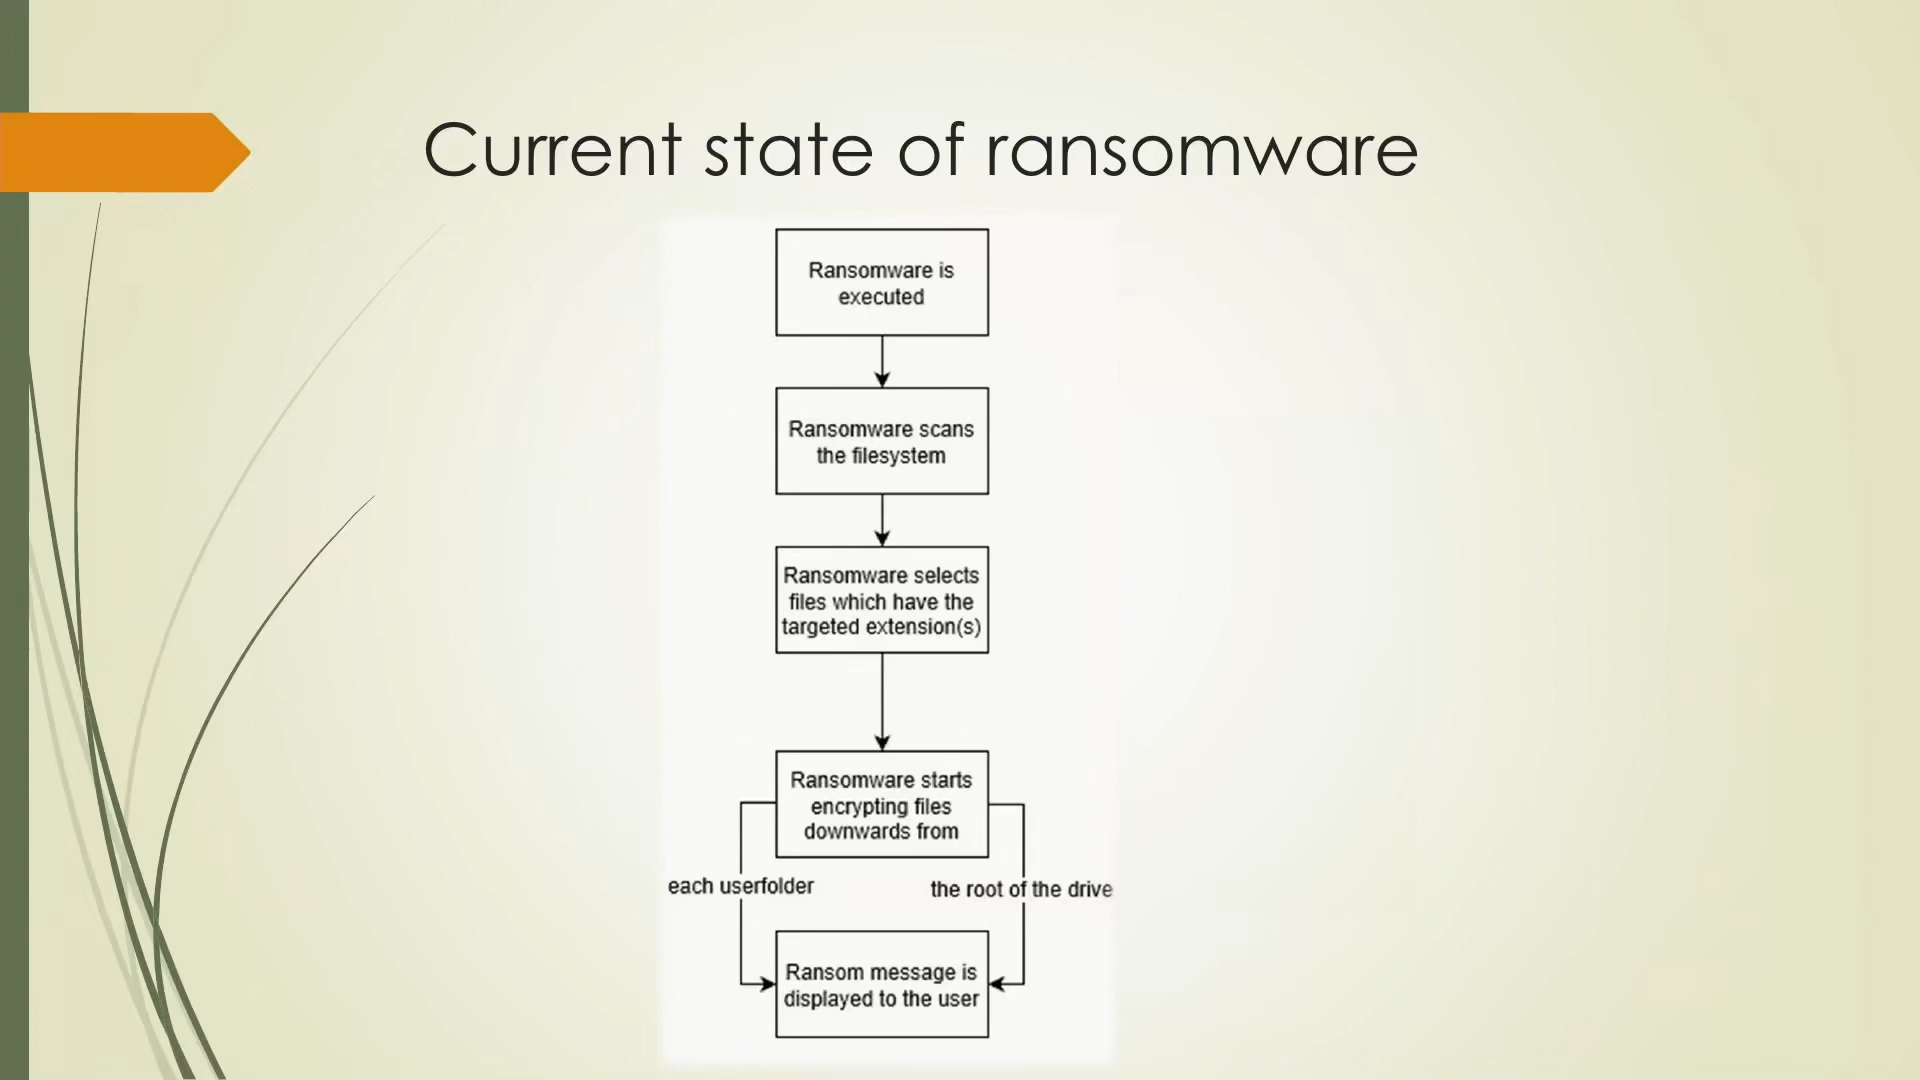 Current state of ransomware
Ransomware is
executed
Ransomware scans
the filesystem
Ransomware selects
files which have the
targeted extension(s)
Ransomware starts
encrypting files
downwards from
each userfolder
the root of the drive
Ransom message is
displayed to the user